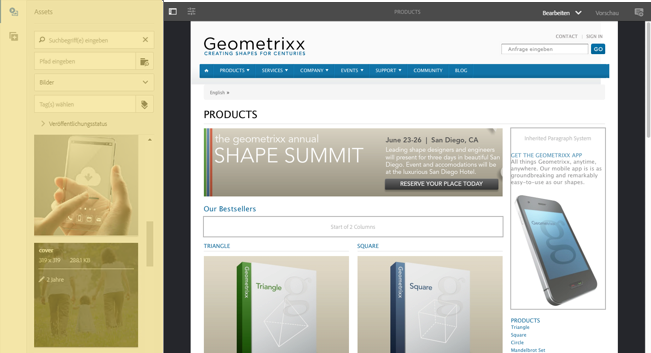 Assets
Suchbegriff(e) eingeben
Pfad eingeben
Bilder
Tag(s) wählen
Veröffentlichungsstatus
2 Jahre
PRODUCTS
Bearbeiten
Vorschau
Geometrixx
CREATING SHAPES FOR CENTURIES
CONTACT | SIGN IN
Anfrage eingeben
GO
PRODUCTS SERVICES COMPANY EVENTS SUPPORT COMMUNITY BLOG
English
PRODUCTS
the geometrixx annual
SHAPE SUMMIT
June 23-26 | San Diego, CA
Leading shape designers and engineers
will present for three days in beautiful San
Diego. Event and accomodations will be
at the luxurious San Diego Hotel.
RESERVE YOUR PLACE TODAY
Our Bestsellers
Start of 2 Columns
TRIANGLE
SQUARE
Geometrixx
Triangle
Geometrixx
Square
Inherited Paragraph System
GET THE GEOMETRIXX APP
All things Geometrixx, anytime,
anywhere. Our mobile app is is as
groundbreaking and remarkably
easy-to-use as our shapes.
PRODUCTS
Triangle
Square
Circle
Mandelbrot Set